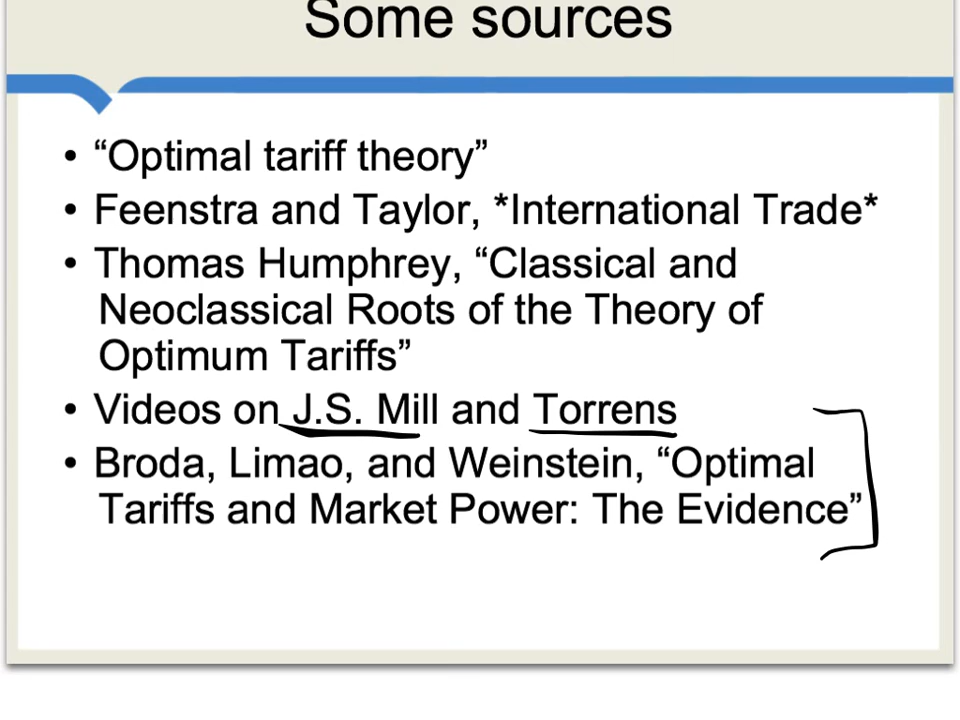 Some sources
• “Optimal tariff theory”
• Feenstra and Taylor, *International Trade*
• Thomas Humphrey, “Classical and
Neoclassical Roots of the Theory of
Optimum Tariffs”
• Videos on J.S. Mill and Torrens
• Broda, Limao, and Weinstein, “Optimal
Tariffs and Market Power: The Evidence”